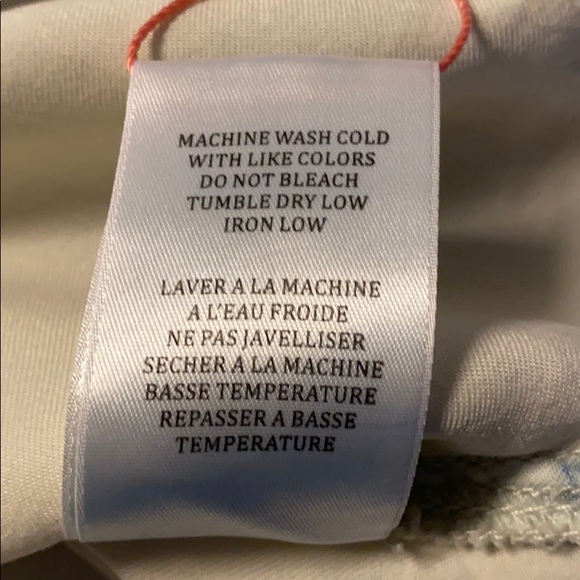 MACHINE WASH COLD
WITH LIKE COLORS
DO NOT BLEACH
TUMBLE DRY LOW
IRON LOW
LAVER A LA MACHINE
A L'EAU FROIDE
NE PAS JAVELLISER
SECHER A LA MACHINE
BASSE TEMPERATURE
REPASSER A BASSE
TEMPERATURE